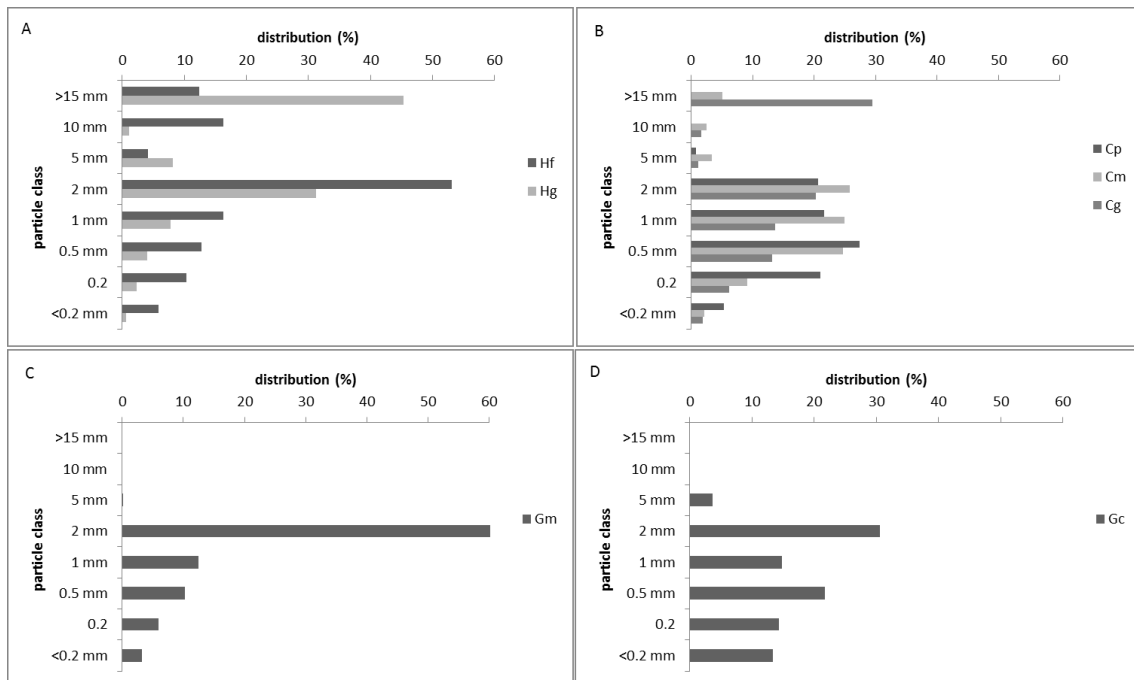 A
distribution (%)
0 10 20 30 40 50 60
particle class
>15 mm
10 mm
5 mm
2 mm
1 mm
0.5 mm
0.2
<0.2 mm
Hf
Hg
B
distribution (%)
0 10 20 30 40 50 60
particle class
>15 mm
10 mm
5 mm
2 mm
1 mm
0.5 mm
0.2
<0.2 mm
Cp
Cm
Cg
C
distribution (%)
0 10 20 30 40 50 60
particle class
>15 mm
10 mm
5 mm
2 mm
1 mm
0.5 mm
0.2
<0.2 mm
Gm
D
distribution (%)
0 10 20 30 40 50 60
particle class
>15 mm
10 mm
5 mm
2 mm
1 mm
0.5 mm
0.2
<0.2 mm
Gc